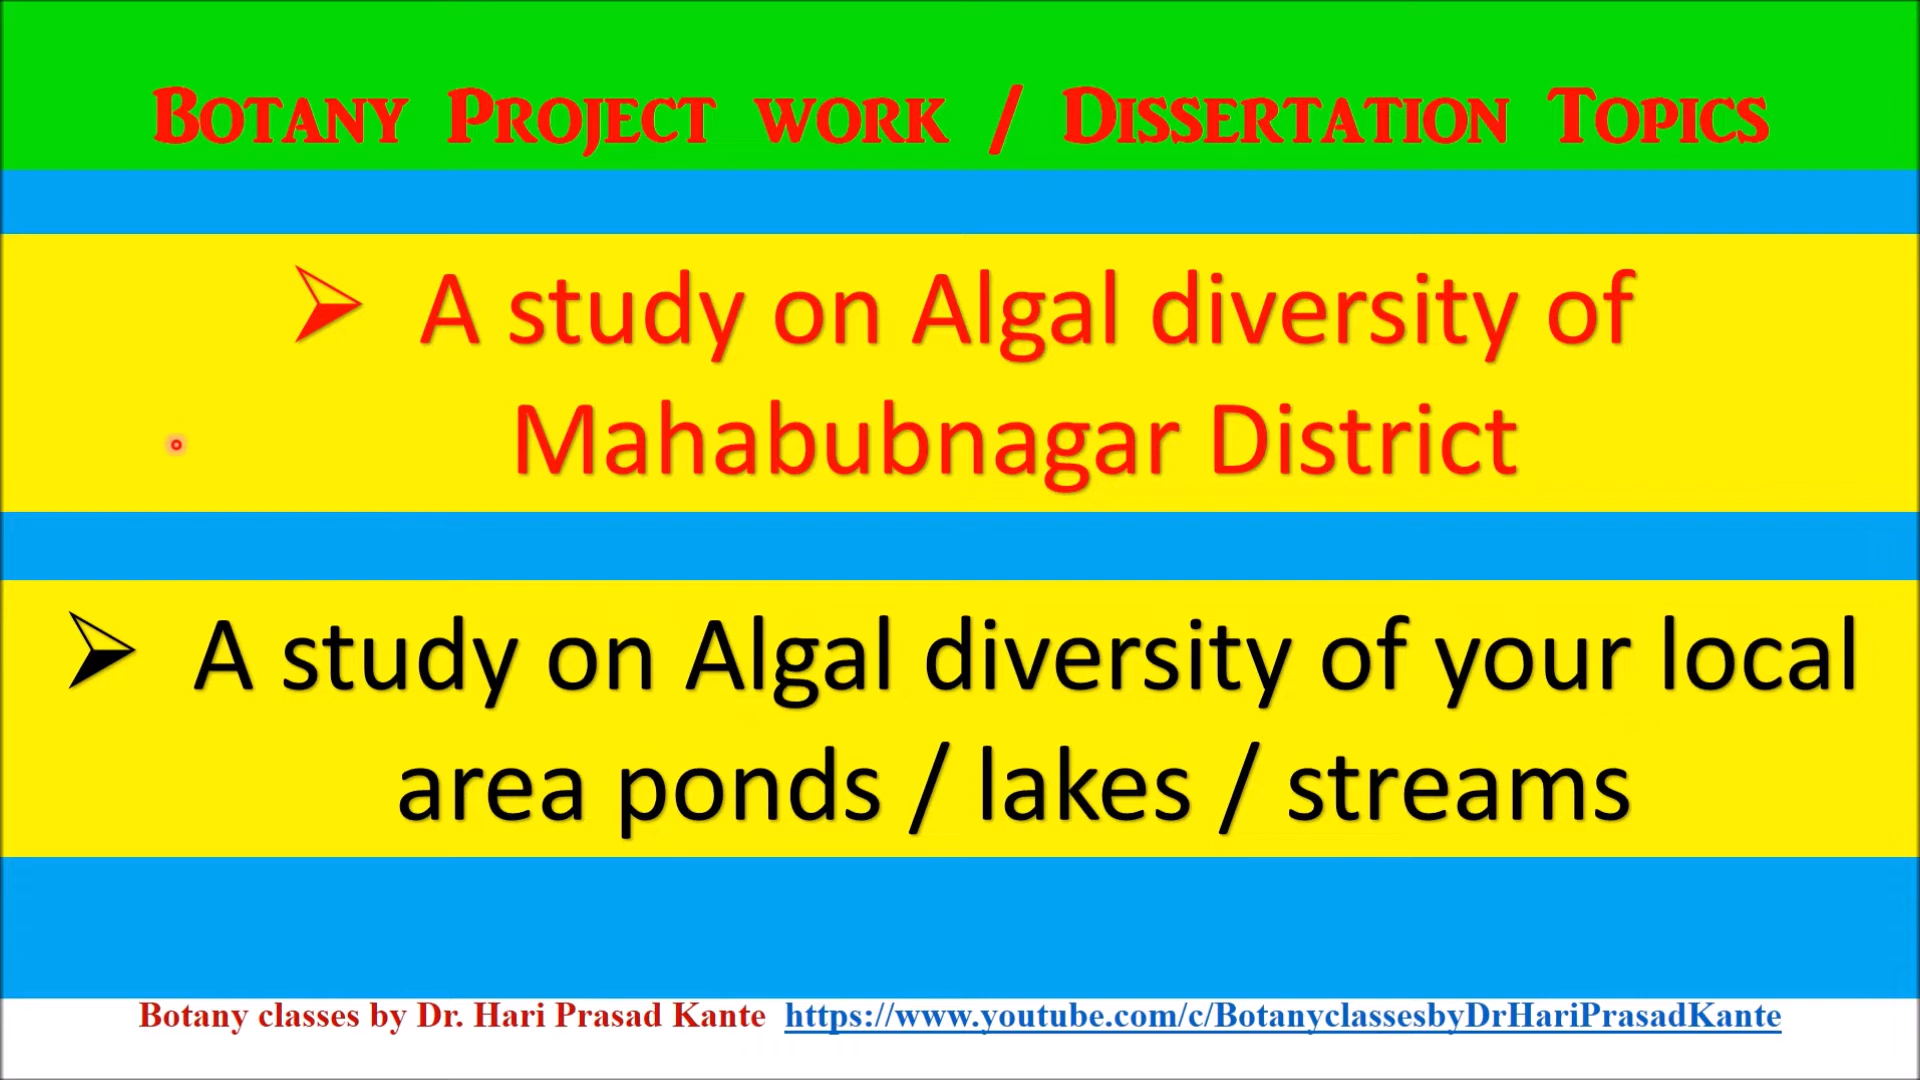 Botany Project work / Dissertation Topics
➢ A study on Algal diversity of
Mahabubnagar District
➢ A study on Algal diversity of your local
area ponds / lakes / streams
Botany classes by Dr. Hari Prasad Kante https://www.youtube.com/c/BotanyclassesbyDrHariPrasadKante